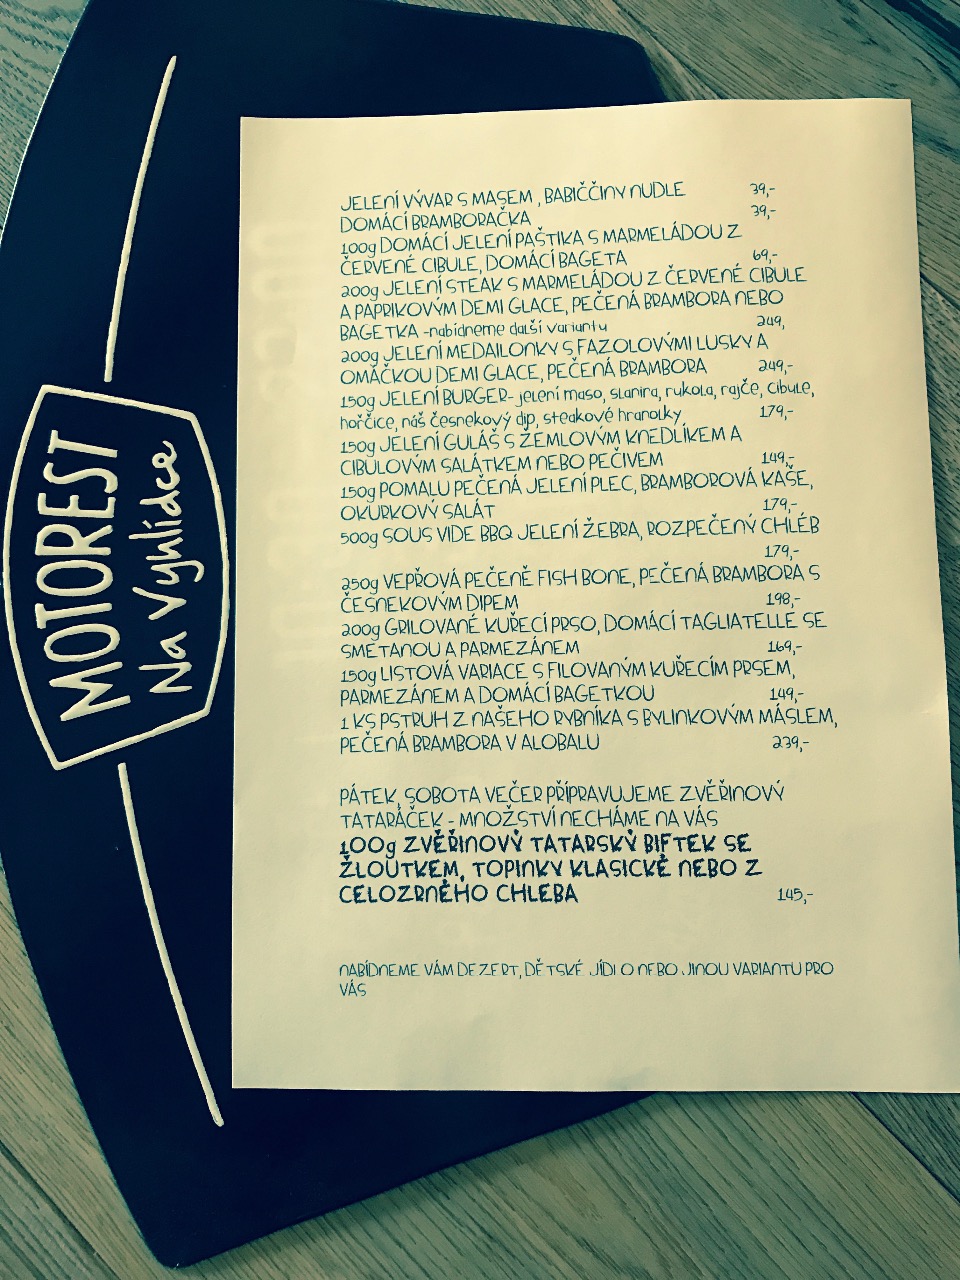 MOTOREST
Na Vyhlídce
JELENÍ VÝVAR S MASEM , BABIČČINY NUDLE 39,-
DOMÁCÍ BRAMBORAČKA 39,-
100g DOMÁCÍ JELENÍ PAŠTIKA S MARMELÁDOU Z
ČERVENÉ CIBULE, DOMÁCÍ BAGETA 69,-
200g JELENÍ STEAK S MARMELÁDOU Z ČERVENÉ CIBULE
A PAPRIKOVÝM DEMI GLACE, PEČENÁ BRAMBORA NEBO
BAGETKA -nabídneme další variantu 249,
200g JELENÍ MEDAILONKY S FAZOLOVÝMI LUSKY A
OMÁČKOU DEMI GLACE, PEČENÁ BRAMBORA 249,-
150g JELENÍ BURGER- jelení maso, slanina, rukola, rajče, cibule,
hořčice, náš česnekový dip, steakové hranolky 179,-
150g JELENÍ GULÁŠ S ŽEMLOVÝM KNEDLÍKEM A
CIBULOVÝM SALÁTKEM NEBO PEČIVEM 149,-
150g POMALU PEČENÁ JELENÍ PLEC, BRAMBOROVÁ KAŠE,
OKURKOVÝ SALÁT 179,-
500g SOUS VIDE BBQ JELENÍ ŽEBRA, ROZPEČENÝ CHLÉB
179,-
250g VEPŘOVÁ PEČENĚ FISH BONE, PEČENÁ BRAMBORA S
ČESNEKOVÝM DIPEM 198,-
200g GRILOVANÉ KUŘECÍ PRSO, DOMÁCÍ TAGLIATELLE SE
SMETANOU A PARMEZÁNEM 169,-
150g LISTOVÁ VARIACE S FILOVANÝM KUŘECÍM PRSEM,
PARMEZÁNEM A DOMÁCÍ BAGETKOU 149,-
1 KS PSTRUH Z NAŠEHO RYBNÍKA S BYLINKOVÝM MÁSLEM,
PEČENÁ BRAMBORA V ALOBALU 239,-
PÁTEK, SOBOTA VEČER PŘIPRAVUJEME ZVĚŘINOVÝ
TATARÁČEK - MNOŽSTVÍ NECHÁME NA VÁS
100g ZVĚŘINOVÝ TATARSKÝ BIFTEK SE
ŽLOUTKEM, TOPINKY KLASICKÉ NEBO Z
CELOZRNÉHO CHLEBA 145,-
NABÍDNEME VÁM DEZERT, DĚTSKÉ JÍDLO NEBO JINOU VARIANTU PRO
VÁS